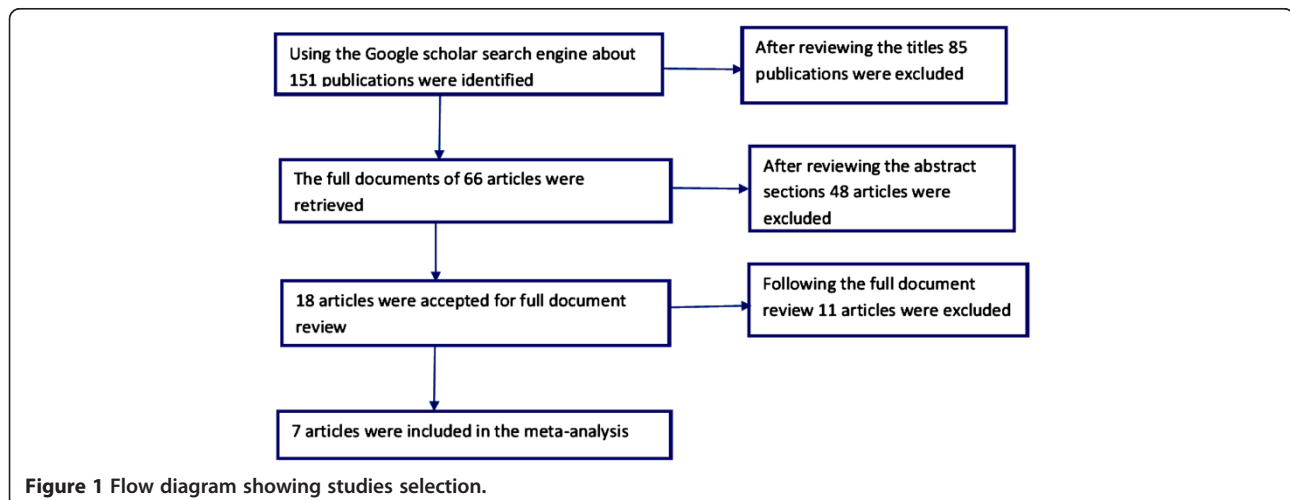 Using the Google scholar search engine about
151 publications were identified
After reviewing the titles 85
publications were excluded
The full documents of 66 articles were
retrieved
After reviewing the abstract
sections 48 articles were
excluded
18 articles were accepted for full document
review
Following the full document
review 11 articles were excluded
7 articles were included in the meta-analysis
Figure 1 Flow diagram showing studies selection.